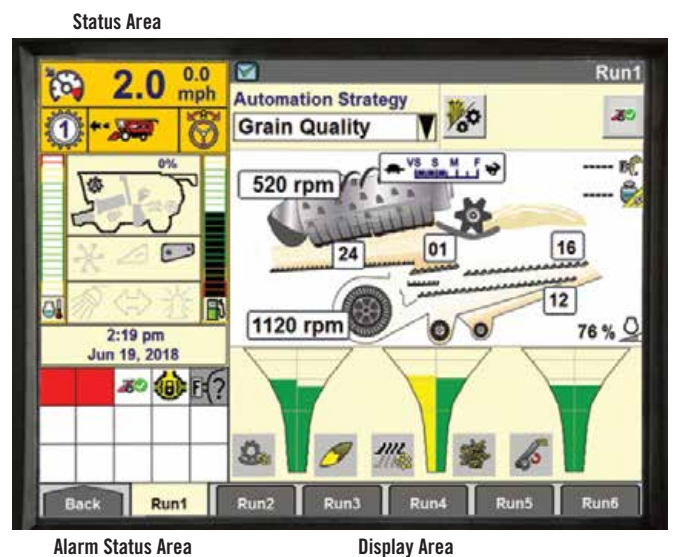 Status Area
2.0 0.0 mph
Run1
Automation Strategy
Grain Quality
1
0%
VS S M F
520 rpm
24
01
16
12
1120 rpm
76 %
2:19 pm
Jun 19, 2018
F ?
Back Run1 Run2 Run3 Run4 Run5 Run6
Alarm Status Area Display Area